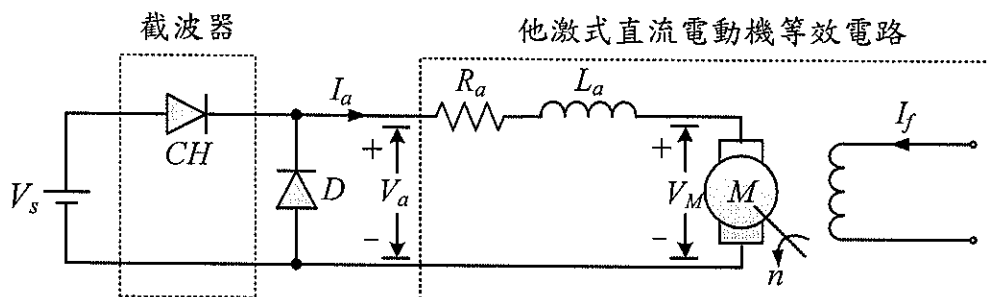 截波器
他激式直流電動機等效電路
I_a
R_a
L_a
I_f
CH
+
+
V_s
D
V_a
V_M
M
−
−
n